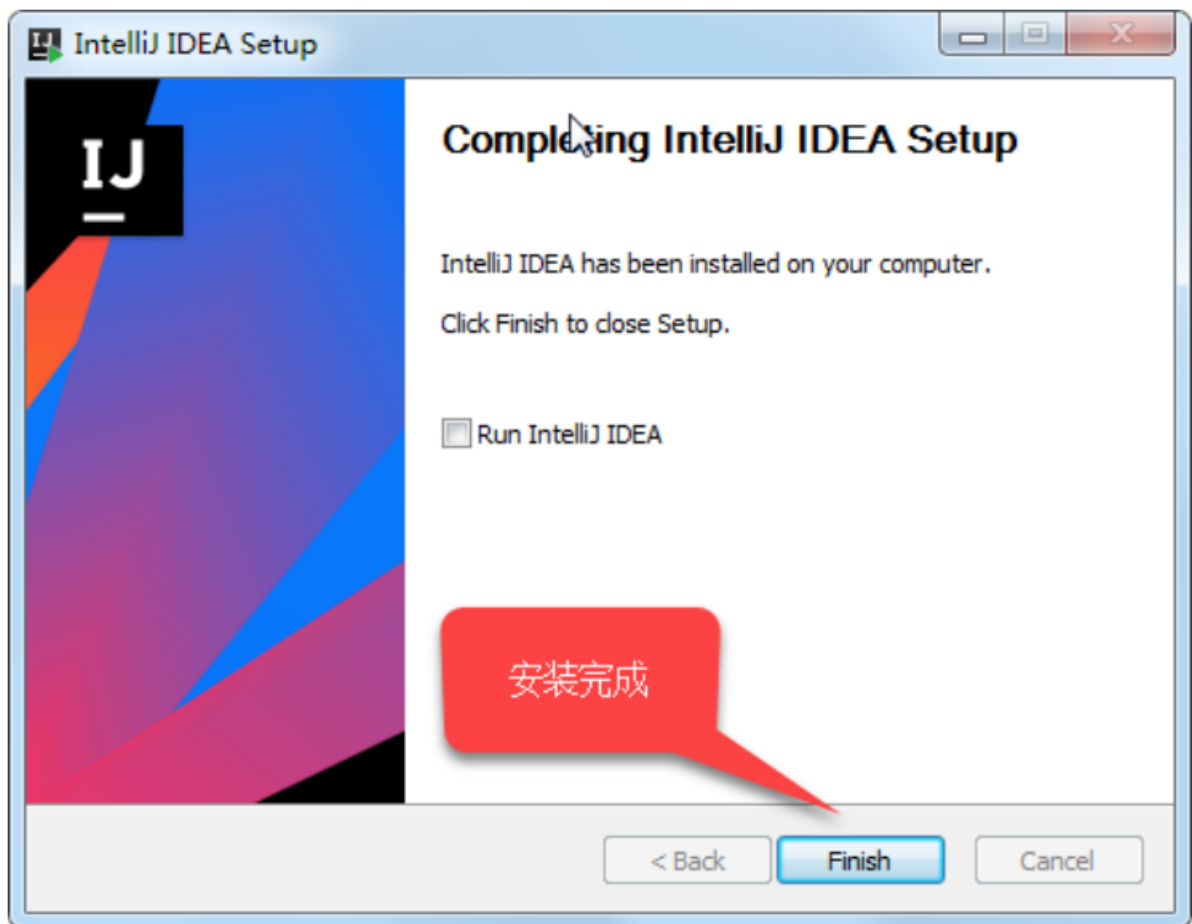 IntelliJ IDEA Setup
IJ
Completing IntelliJ IDEA Setup
IntelliJ IDEA has been installed on your computer.
Click Finish to close Setup.
Run IntelliJ IDEA
安装完成
< Back
Finish
Cancel